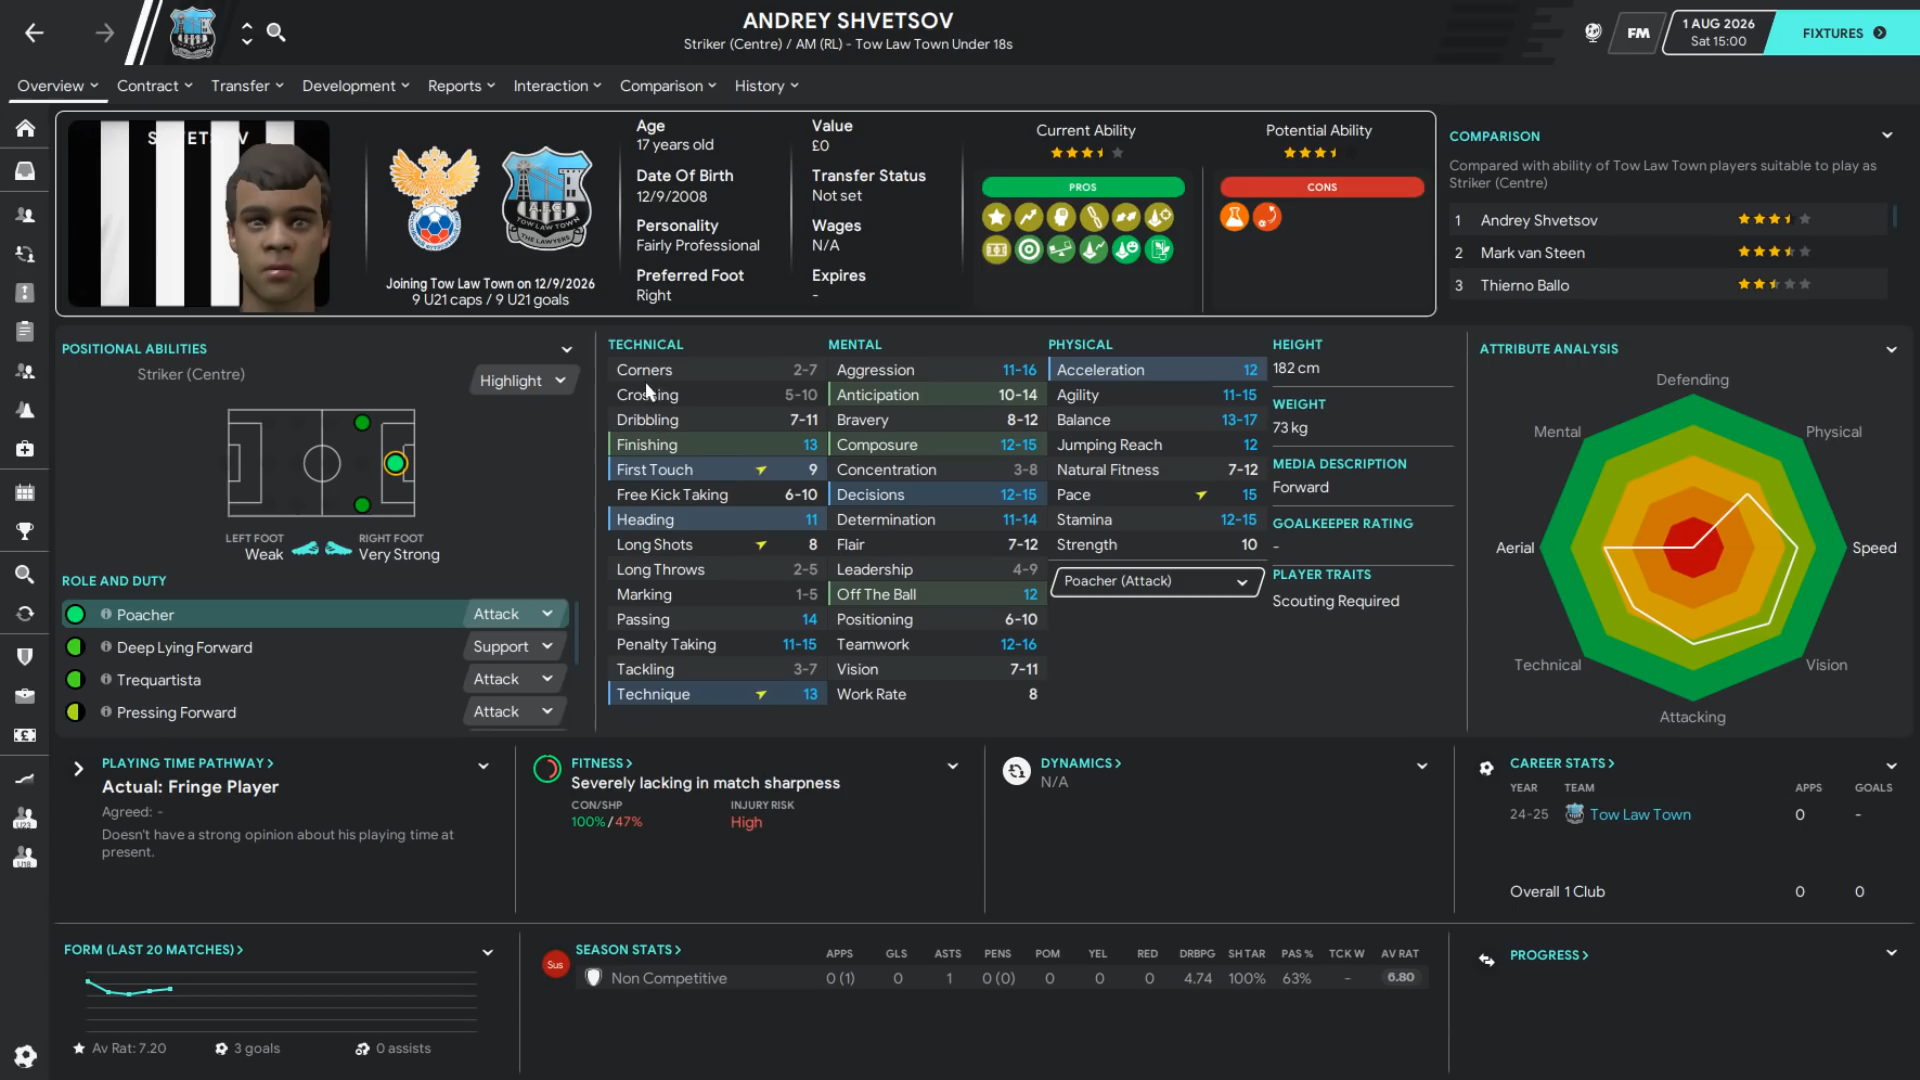 ANDREY SHVETSOV
Striker (Centre) / AM (RL) - Tow Law Town Under 18s
FM
1 AUG 2026
Sat 15:00
FIXTURES
Overview
Contract
Transfer
Development
Reports
Interaction
Comparison
History
TOW LAW TOWN
THE LAWYERS
Joining Tow Law Town on 12/9/2026
9 U21 caps / 9 U21 goals
Age
17 years old
Date Of Birth
12/9/2008
Personality
Fairly Professional
Preferred Foot
Right
Value
£0
Transfer Status
Not set
Wages
N/A
Expires
-
Current Ability
PROS
Potential Ability
CONS
COMPARISON
Compared with ability of Tow Law Town players suitable to play as
Striker (Centre)
1 Andrey Shvetsov
2 Mark van Steen
3 Thierno Ballo
POSITIONAL ABILITIES
Striker (Centre)
Highlight
LEFT FOOT
Weak
RIGHT FOOT
Very Strong
ROLE AND DUTY
Poacher Attack
Deep Lying Forward Support
Trequartista Attack
Pressing Forward Attack
TECHNICAL
Corners 2-7
Crossing 5-10
Dribbling 7-11
Finishing 13
First Touch 9
Free Kick Taking 6-10
Heading 11
Long Shots 8
Long Throws 2-5
Marking 1-5
Passing 14
Penalty Taking 11-15
Tackling 3-7
Technique 13
MENTAL
Aggression 11-16
Anticipation 10-14
Bravery 8-12
Composure 12-15
Concentration 3-8
Decisions 12-15
Determination 11-14
Flair 7-12
Leadership 4-9
Off The Ball 12
Positioning 6-10
Teamwork 12-16
Vision 7-11
Work Rate 8
PHYSICAL
Acceleration 12
Agility 11-15
Balance 13-17
Jumping Reach 12
Natural Fitness 7-12
Pace 15
Stamina 12-15
Strength 10
Poacher (Attack)
HEIGHT
182 cm
WEIGHT
73 kg
MEDIA DESCRIPTION
Forward
GOALKEEPER RATING
-
PLAYER TRAITS
Scouting Required
ATTRIBUTE ANALYSIS
Defending
Mental
Physical
Aerial
Speed
Technical
Vision
Attacking
PLAYING TIME PATHWAY
Actual: Fringe Player
Agreed: -
Doesn't have a strong opinion about his playing time at
present.
FITNESS
Severely lacking in match sharpness
CON/SHP
100% / 47%
INJURY RISK
High
DYNAMICS
N/A
CAREER STATS
YEAR TEAM APPS GOALS
24-25 Tow Law Town 0 -
Overall 1 Club 0 0
FORM (LAST 20 MATCHES)
Av Rat: 7.20
3 goals
0 assists
Sus
SEASON STATS
APPS GLS ASTS PENS POM YEL RED DRBPG SH TAR PAS % TCK W AV RAT
Non Competitive 0 (1) 0 1 0 (0) 0 0 0 4.74 100% 63% - 6.80
PROGRESS
U23
U18